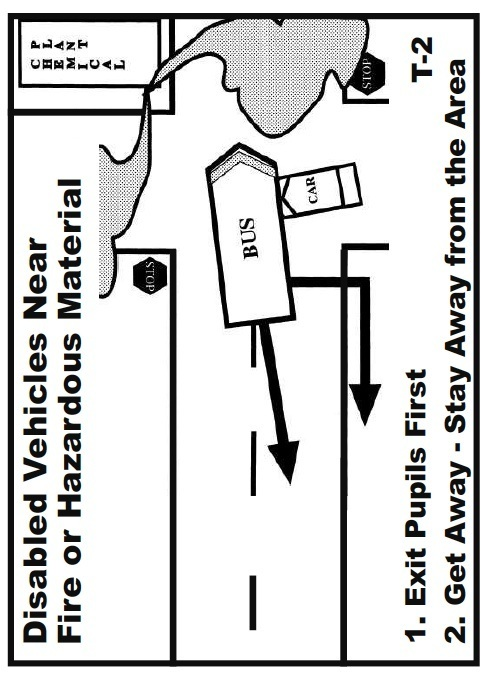 Disabled Vehicles Near
Fire or Hazardous Material
CHEMICAL
PLANT
STOP
STOP
BUS
CAR
1. Exit Pupils First
T-2
2. Get Away - Stay Away from the Area